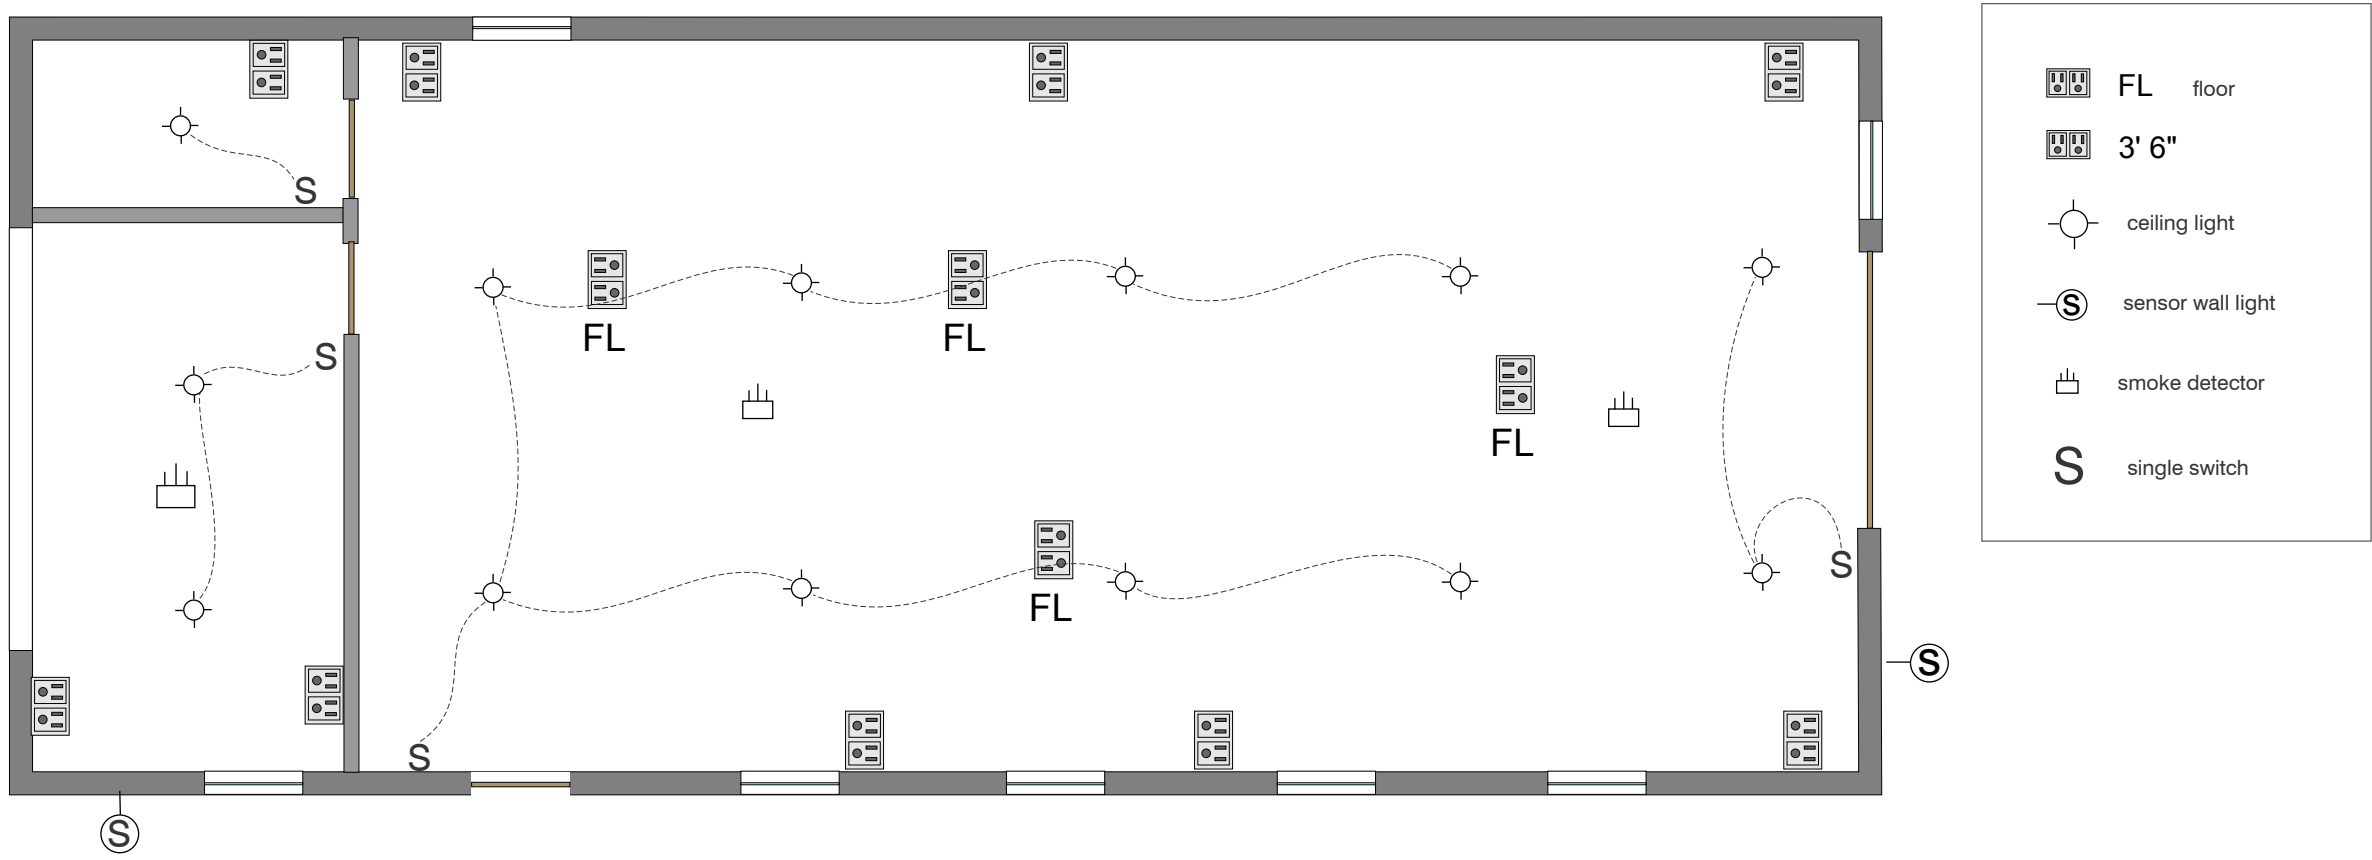 FL floor
3' 6"
ceiling light
S sensor wall light
smoke detector
S single switch
S
S
FL
FL
FL
FL
S
S
S
S